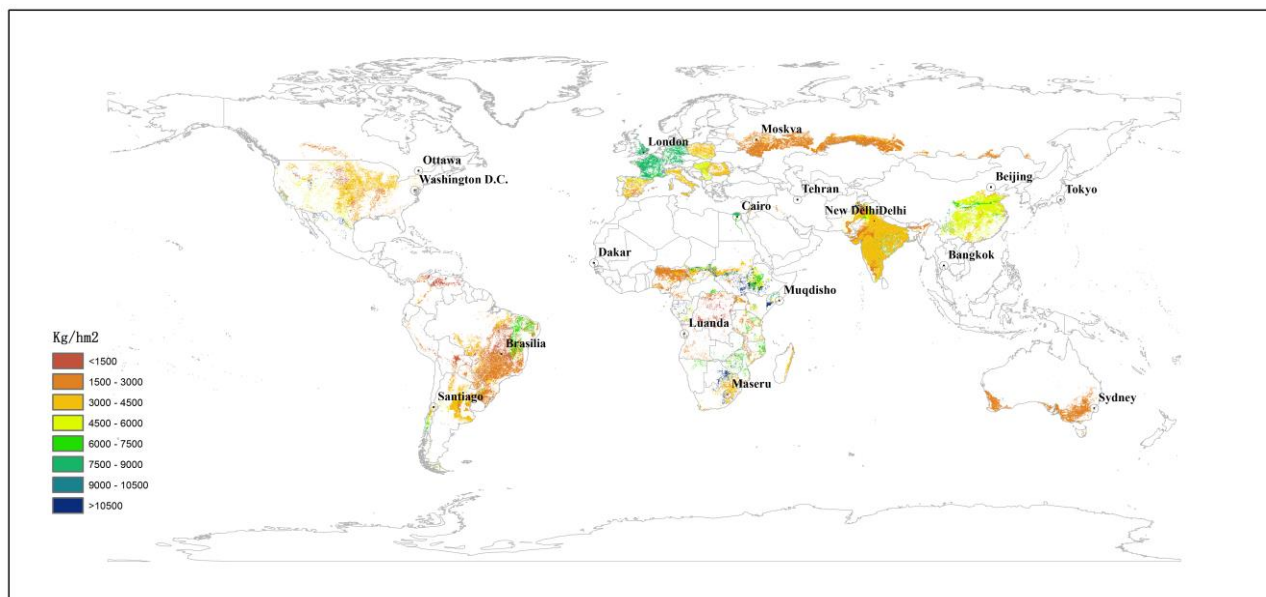 Moskva
London
Ottawa
Washington D.C.
Beijing
Tehran
Tokyo
Cairo
New DelhiDelhi
Dakar
Bangkok
Muqdisho
Luanda
Kg/hm2
Brasilia
<1500
1500 - 3000
Maseru
3000 - 4500
Santiago
Sydney
4500 - 6000
6000 - 7500
7500 - 9000
9000 - 10500
>10500